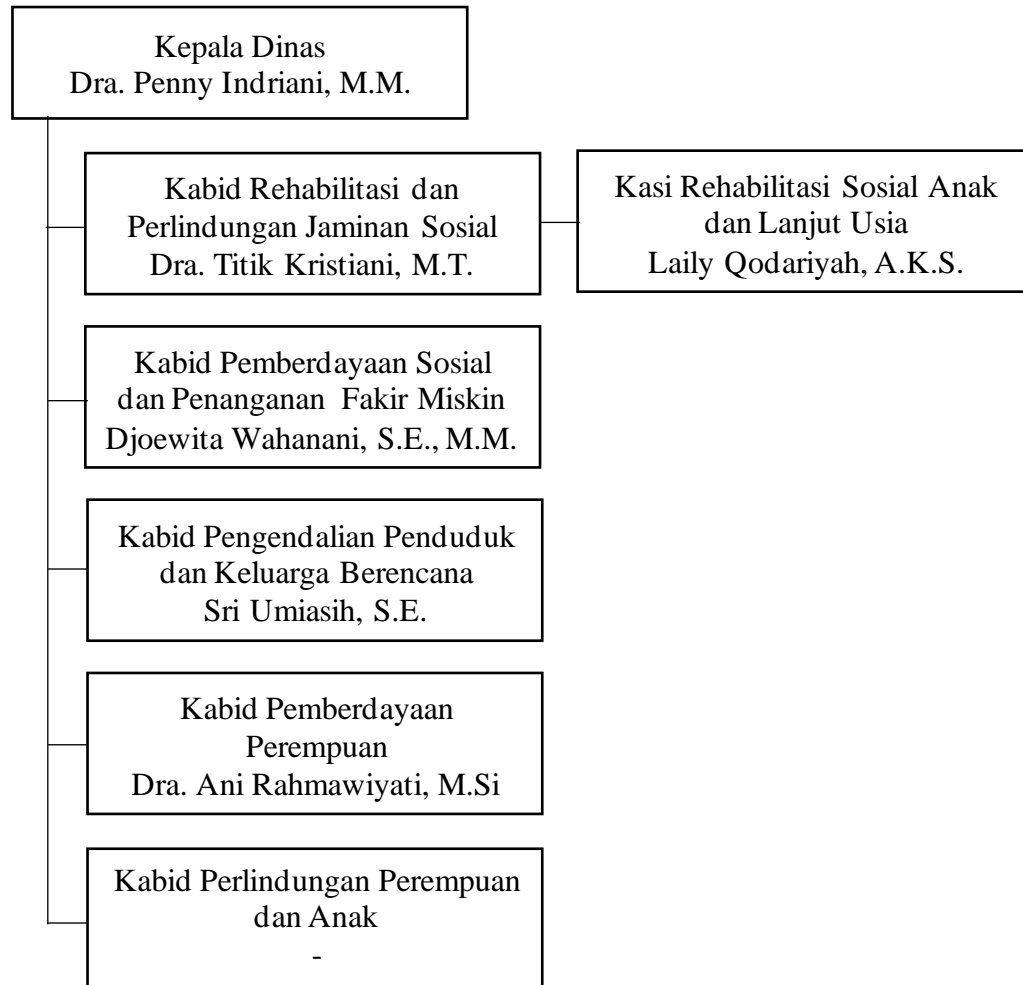 Kepala Dinas
Dra. Penny Indriani, M.M.
Kabid Rehabilitasi dan
Perlindungan Jaminan Sosial
Dra. Titik Kristiani, M.T.
Kasi Rehabilitasi Sosial Anak
dan Lanjut Usia
Laily Qodariyah, A.K.S.
Kabid Pemberdayaan Sosial
dan Penanganan Fakir Miskin
Djoewita Wahanani, S.E., M.M.
Kabid Pengendalian Penduduk
dan Keluarga Berencana
Sri Umiasih, S.E.
Kabid Pemberdayaan
Perempuan
Dra. Ani Rahmawiyati, M.Si
Kabid Perlindungan Perempuan
dan Anak
-